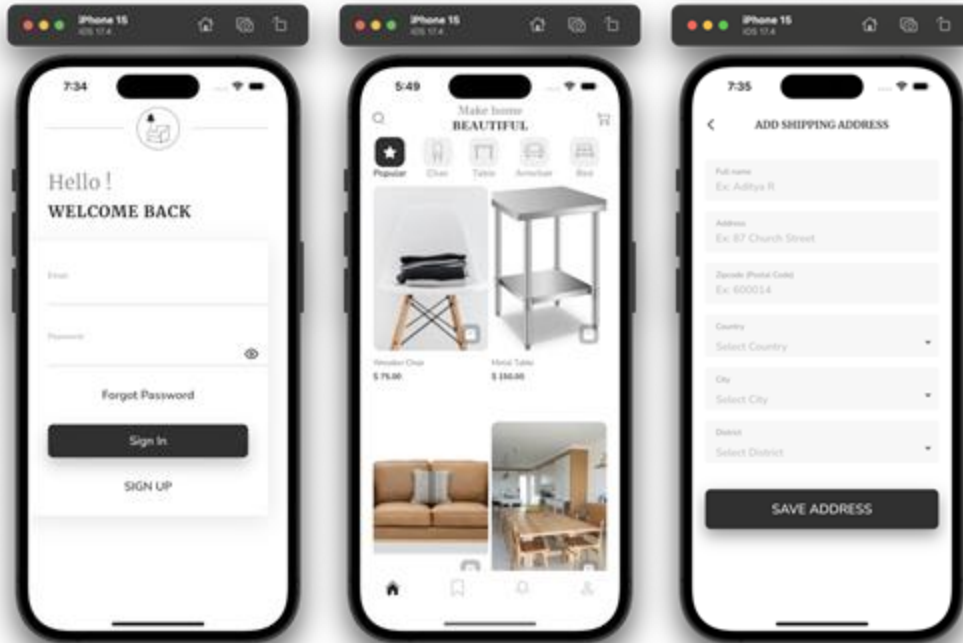 iPhone 15
iOS 17.4
7:34
Hello !
WELCOME BACK
Email
Password
Forgot Password
Sign In
SIGN UP
iPhone 15
iOS 17.4
5:49
Make home
BEAUTIFUL
Popular
Chair
Table
Armchair
Bed
Wooden Chair
$ 75.00
Metal Table
$ 150.00
iPhone 15
iOS 17.4
7:35
ADD SHIPPING ADDRESS
Full name
Ex: Aditya R
Address
Ex: 87 Church Street
Zipcode (Postal Code)
Ex: 600014
Country
Select Country
City
Select City
District
Select District
SAVE ADDRESS